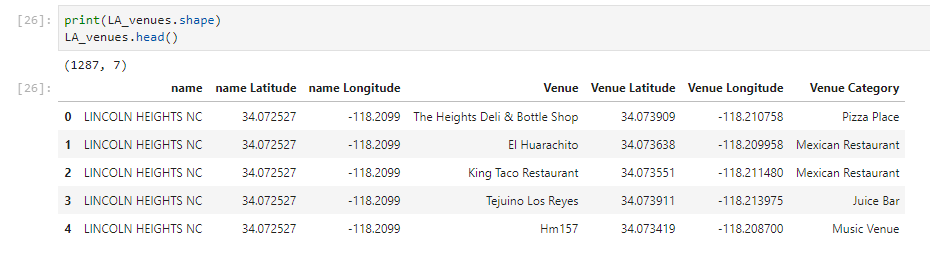 [26]: print(LA_venues.shape)
LA_venues.head()
(1287, 7)
[26]: name name Latitude name Longitude Venue Venue Latitude Venue Longitude Venue Category
0 LINCOLN HEIGHTS NC 34.072527 -118.2099 The Heights Deli & Bottle Shop 34.073909 -118.210758 Pizza Place
1 LINCOLN HEIGHTS NC 34.072527 -118.2099 El Huarachito 34.073638 -118.209958 Mexican Restaurant
2 LINCOLN HEIGHTS NC 34.072527 -118.2099 King Taco Restaurant 34.073551 -118.211480 Mexican Restaurant
3 LINCOLN HEIGHTS NC 34.072527 -118.2099 Tejuino Los Reyes 34.073911 -118.213975 Juice Bar
4 LINCOLN HEIGHTS NC 34.072527 -118.2099 Hm157 34.073419 -118.208700 Music Venue